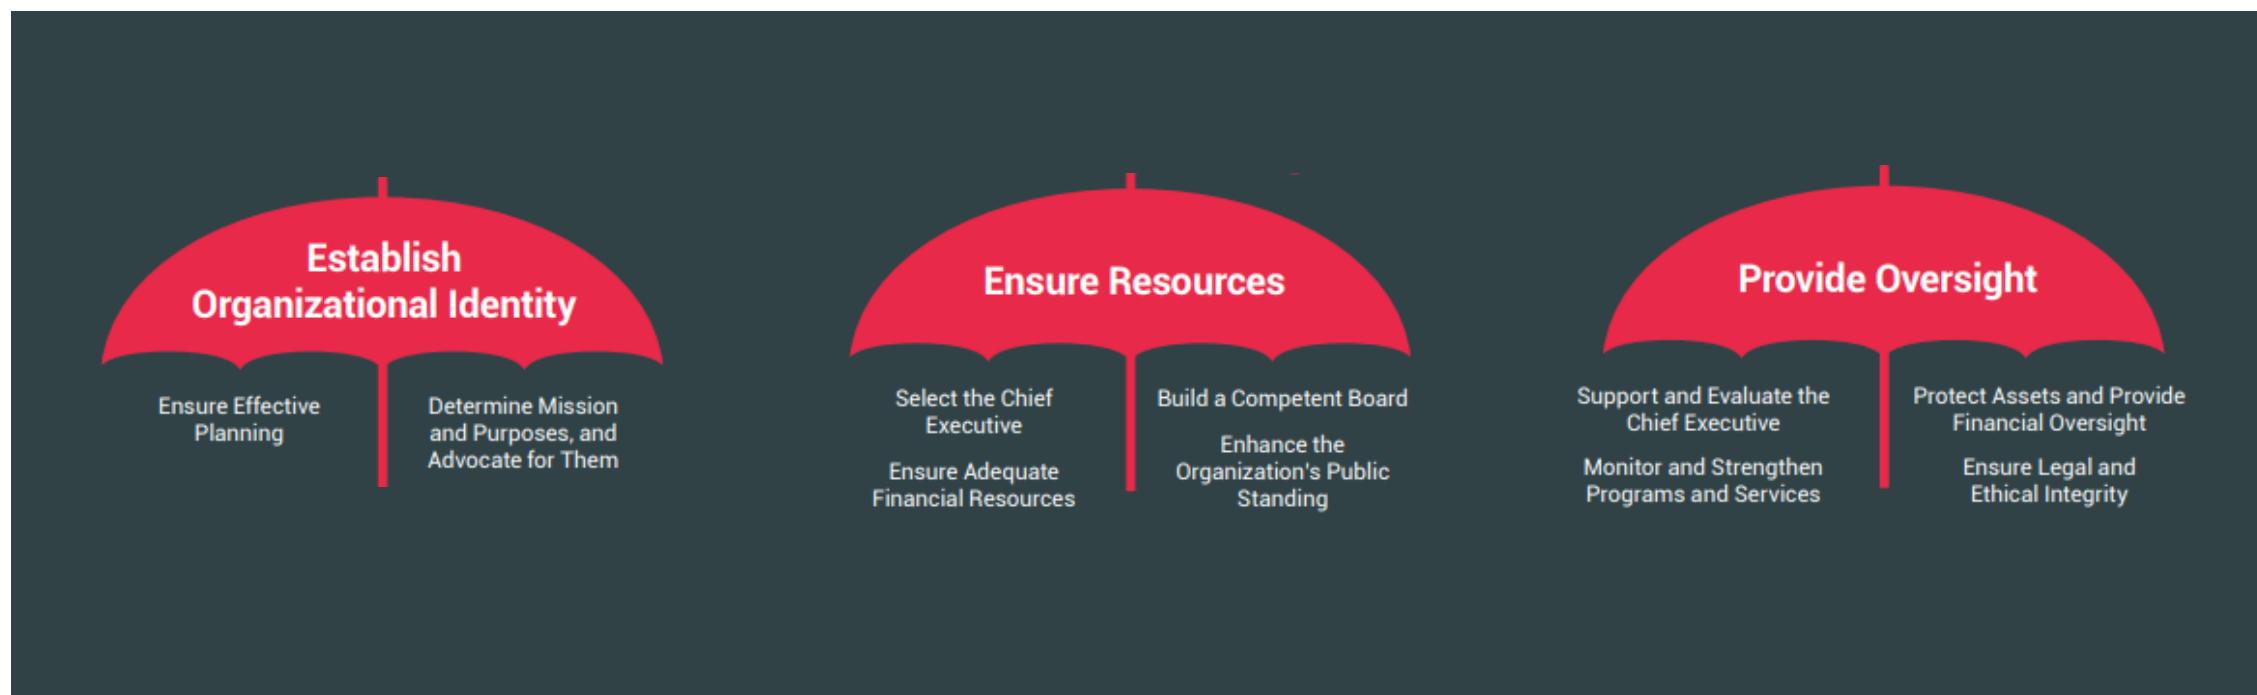 Establish
Organizational Identity
Ensure Effective
Planning
Determine Mission
and Purposes, and
Advocate for Them
Ensure Resources
Select the Chief
Executive
Ensure Adequate
Financial Resources
Build a Competent Board
Enhance the
Organization's Public
Standing
Provide Oversight
Support and Evaluate the
Chief Executive
Monitor and Strengthen
Programs and Services
Protect Assets and Provide
Financial Oversight
Ensure Legal and
Ethical Integrity